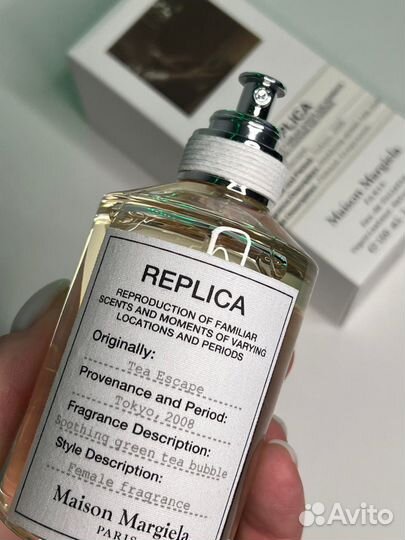 REPLICA
Maison Margiela
PARIS
REPLICA
REPRODUCTION OF FAMILIAR
SCENTS AND MOMENTS OF VARYING
LOCATIONS AND PERIODS
Originally:
Tea Escape
Provenance and Period:
Tokyo, 2008
Fragrance Description:
Soothing green tea bubble
Style Description:
Female fragrance
Maison Margiela
PARIS
Avito